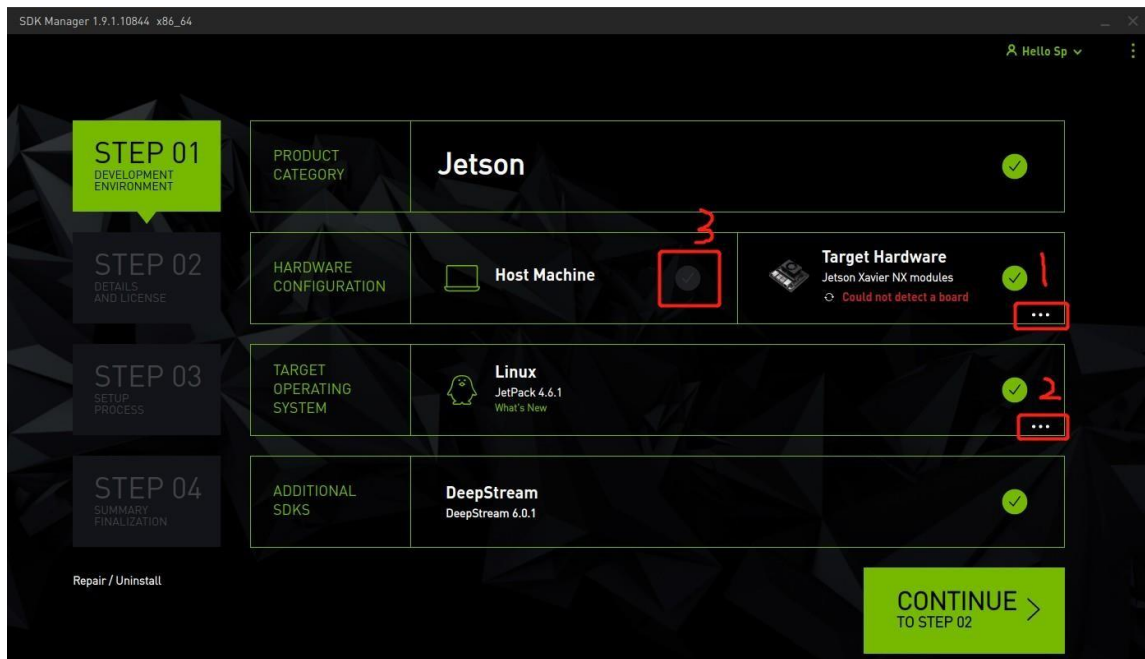 SDK Manager 1.9.1.10844 x86_64
Hello Sp
STEP 01
DEVELOPMENT
ENVIRONMENT
PRODUCT
CATEGORY
Jetson
3
STEP 02
DETAILS
AND LICENSE
HARDWARE
CONFIGURATION
Host Machine
Target Hardware
Jetson Xavier NX modules
Could not detect a board
1
...
STEP 03
SETUP
PROCESS
TARGET
OPERATING
SYSTEM
Linux
JetPack 4.6.1
What's New
2
...
STEP 04
SUMMARY
FINALIZATION
ADDITIONAL
SDKS
DeepStream
DeepStream 6.0.1
Repair / Uninstall
CONTINUE >
TO STEP 02